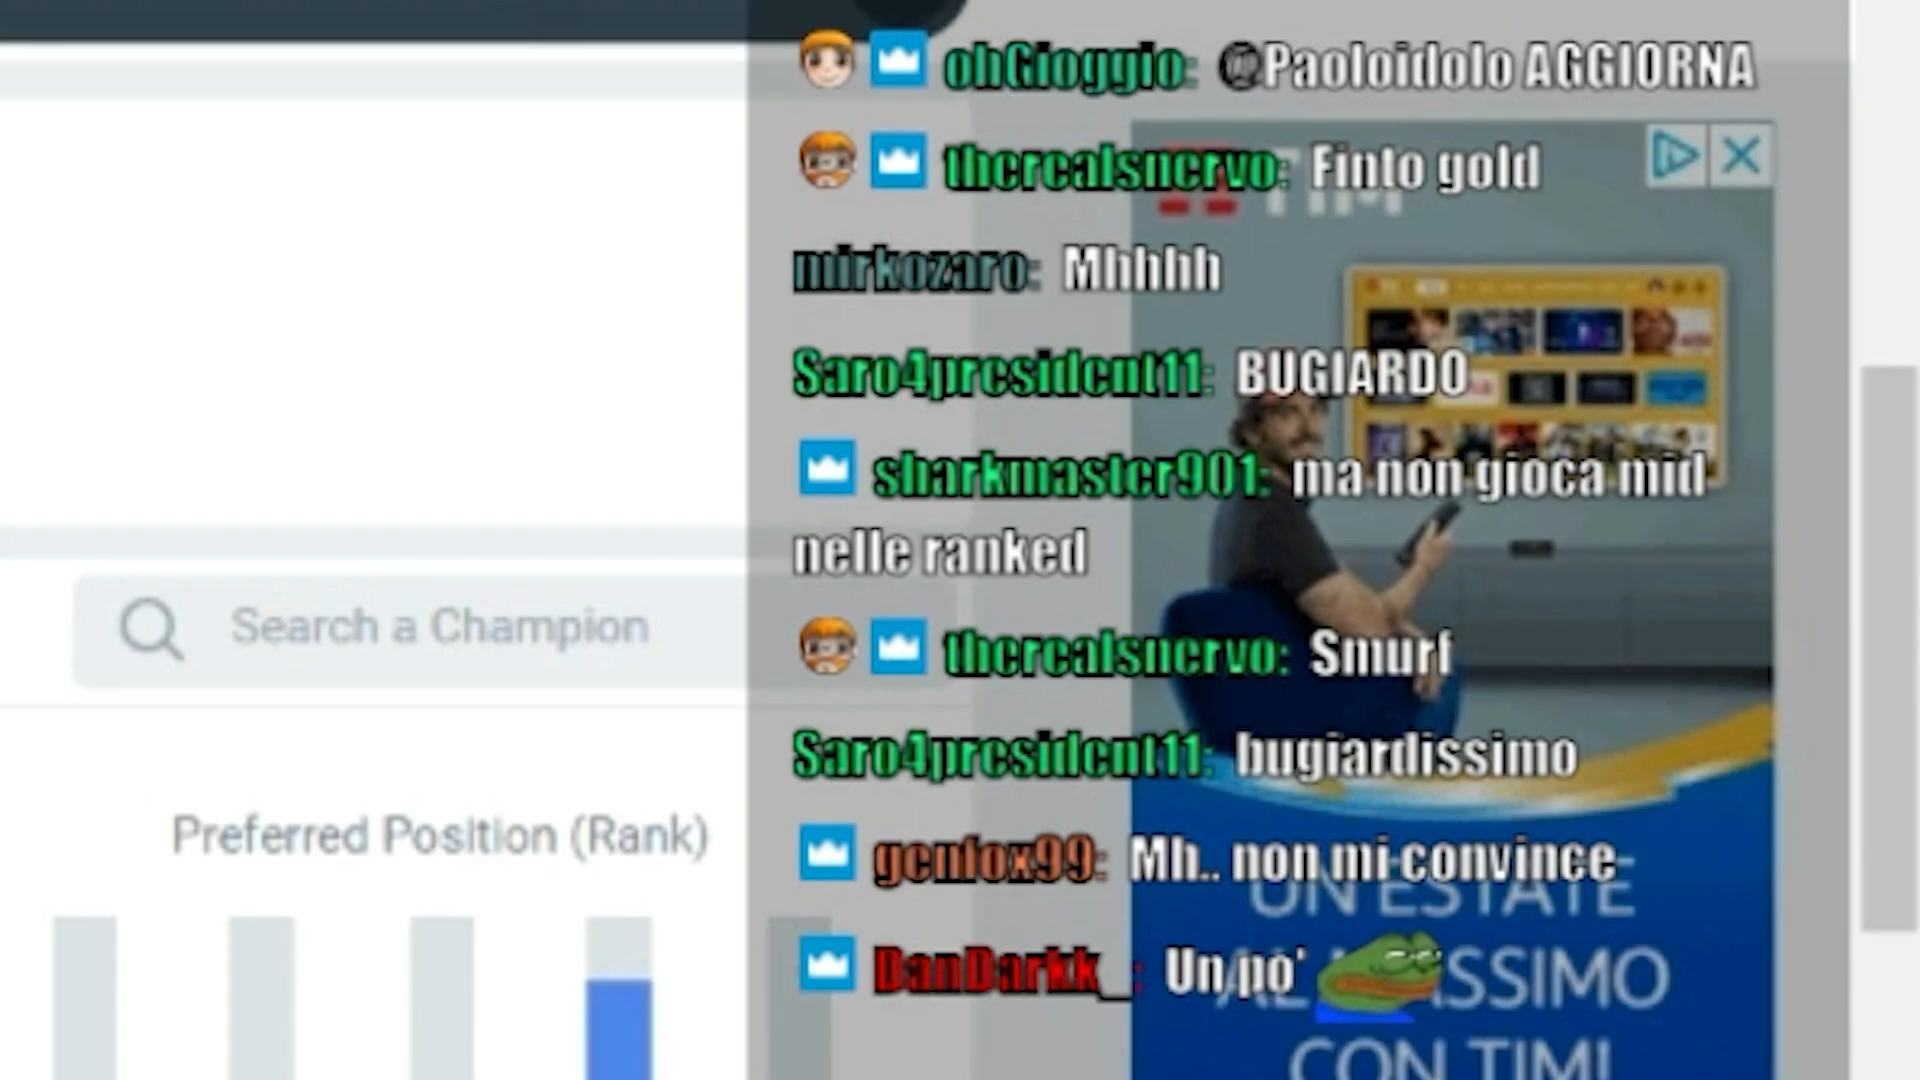 ohGioggio: @Paoloidolo AGGIORNA
therealsnervo: Finto gold
TIM
mirkozaro: Mhhhh
Saro4president11: BUGIARDO
sharkmaster901: ma non gioca mid
nelle ranked
Search a Champion
therealsnervo: Smurf
Saro4president11: bugiardissimo
Preferred Position (Rank)
genfox99: Mh.. non mi convince
UN'ESTATE
DanDarkk_: Un po'
CON TIM!